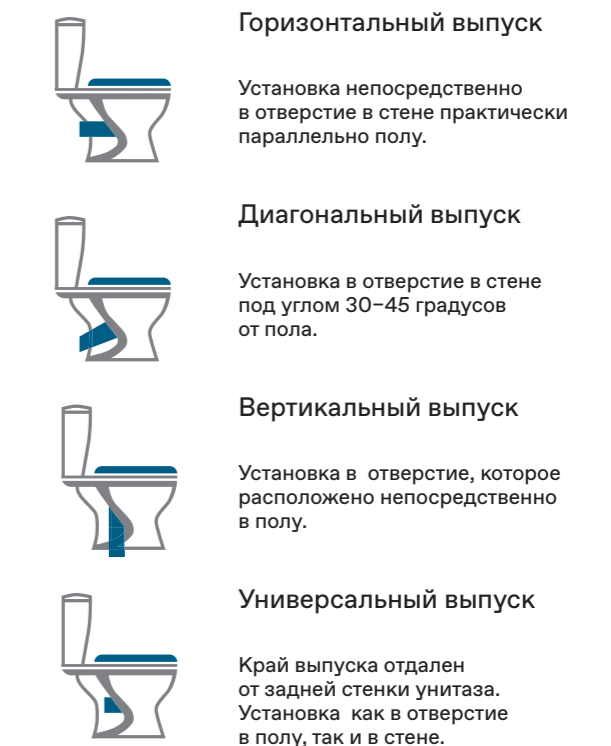 Горизонтальный выпуск
Установка непосредственно
в отверстие в стене практически
параллельно полу.
Диагональный выпуск
Установка в отверстие в стене
под углом 30–45 градусов
от пола.
Вертикальный выпуск
Установка в отверстие, которое
расположено непосредственно
в полу.
Универсальный выпуск
Край выпуска отдален
от задней стенки унитаза.
Установка как в отверстие
в полу, так и в стене.